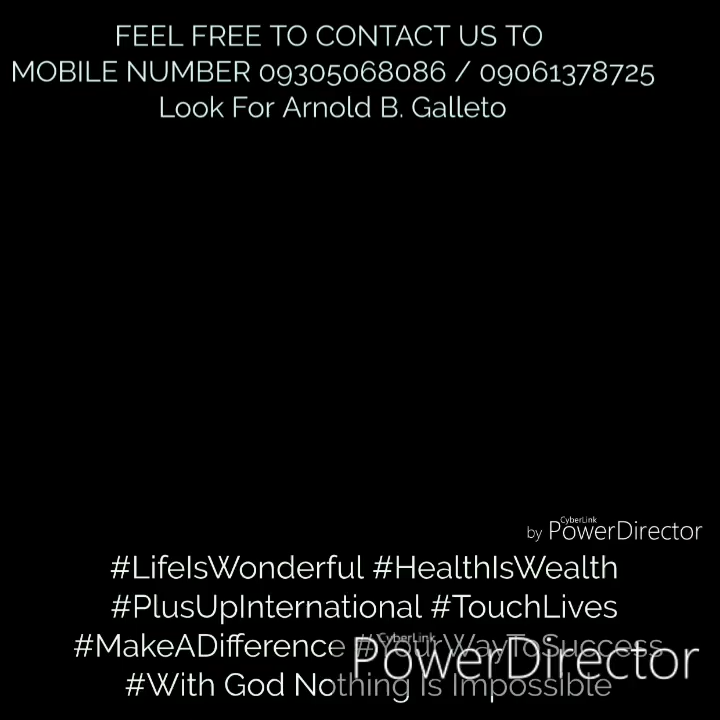 FEEL FREE TO CONTACT US TO
MOBILE NUMBER 09305068086 / 09061378725
Look For Arnold B. Galleto
CyberLink
by PowerDirector
#LifeIsWonderful #HealthIsWealth
#PlusUpInternational #TouchLives
#MakeADifference #YourWayToSuccess
CyberLink
PowerDirector
#With God Nothing Is Impossible